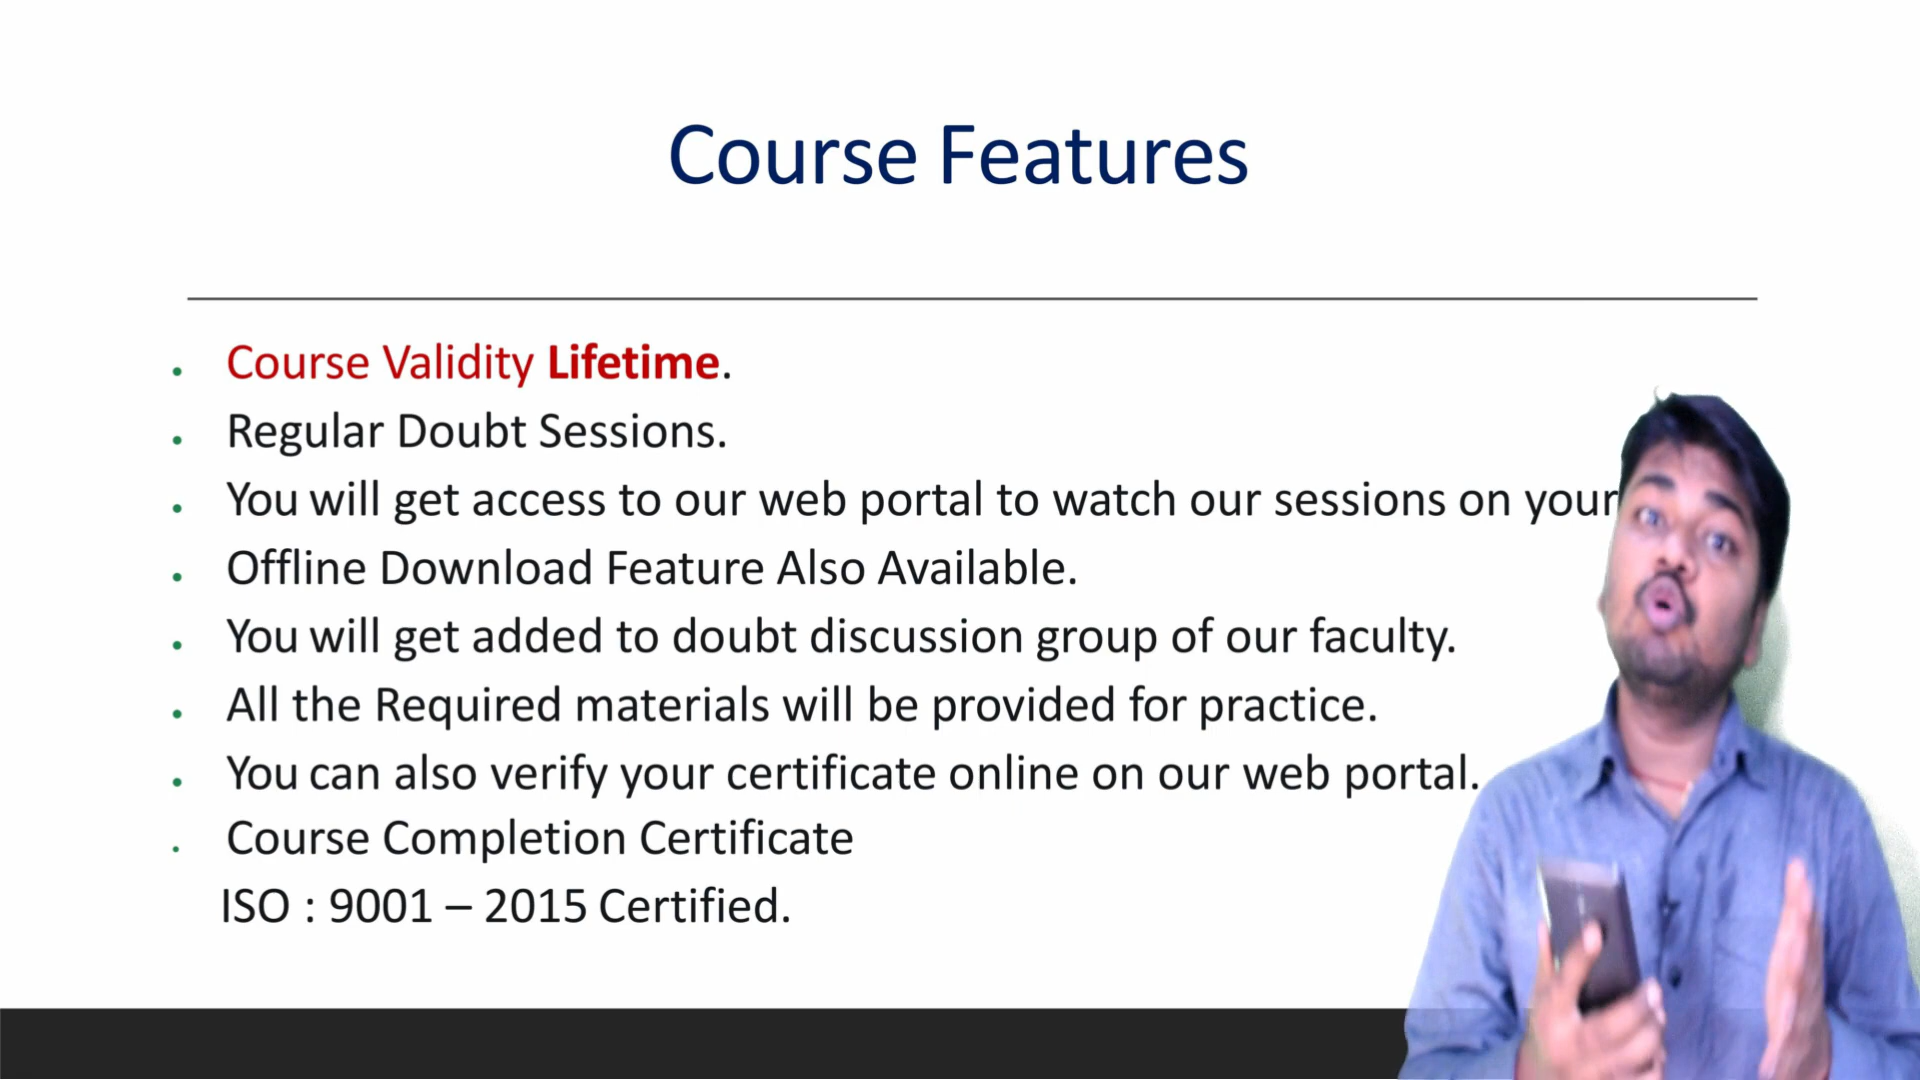 Course Features
Course Validity Lifetime.
Regular Doubt Sessions.
You will get access to our web portal to watch our sessions on your
Offline Download Feature Also Available.
You will get added to doubt discussion group of our faculty.
All the Required materials will be provided for practice.
You can also verify your certificate online on our web portal.
Course Completion Certificate
ISO : 9001 – 2015 Certified.